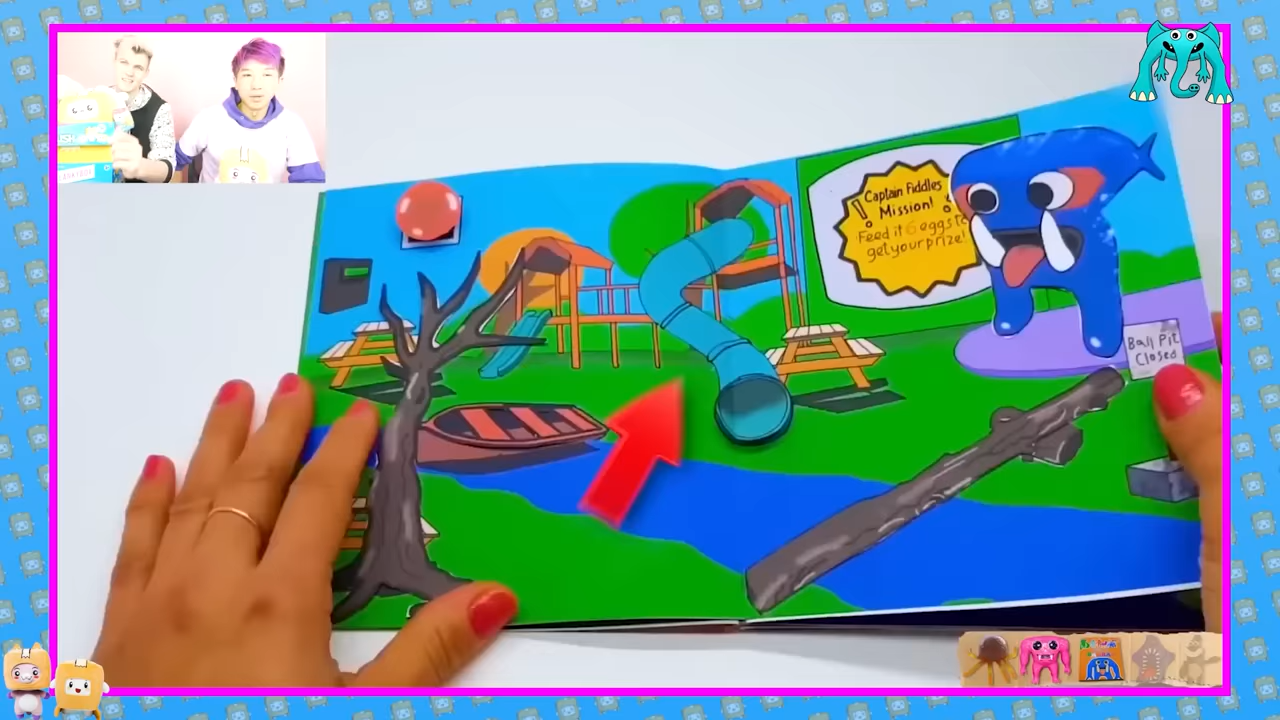 Captain Fiddles
Mission!
Feed it 6 eggs to
get your prize!
Ball Pit
Closed